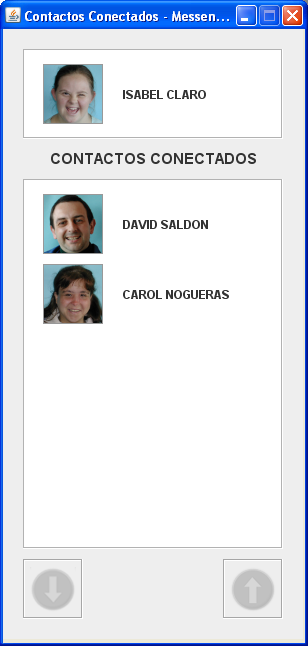 Contactos Conectados - Messen...
ISABEL CLARO
CONTACTOS CONECTADOS
DAVID SALDON
CAROL NOGUERAS